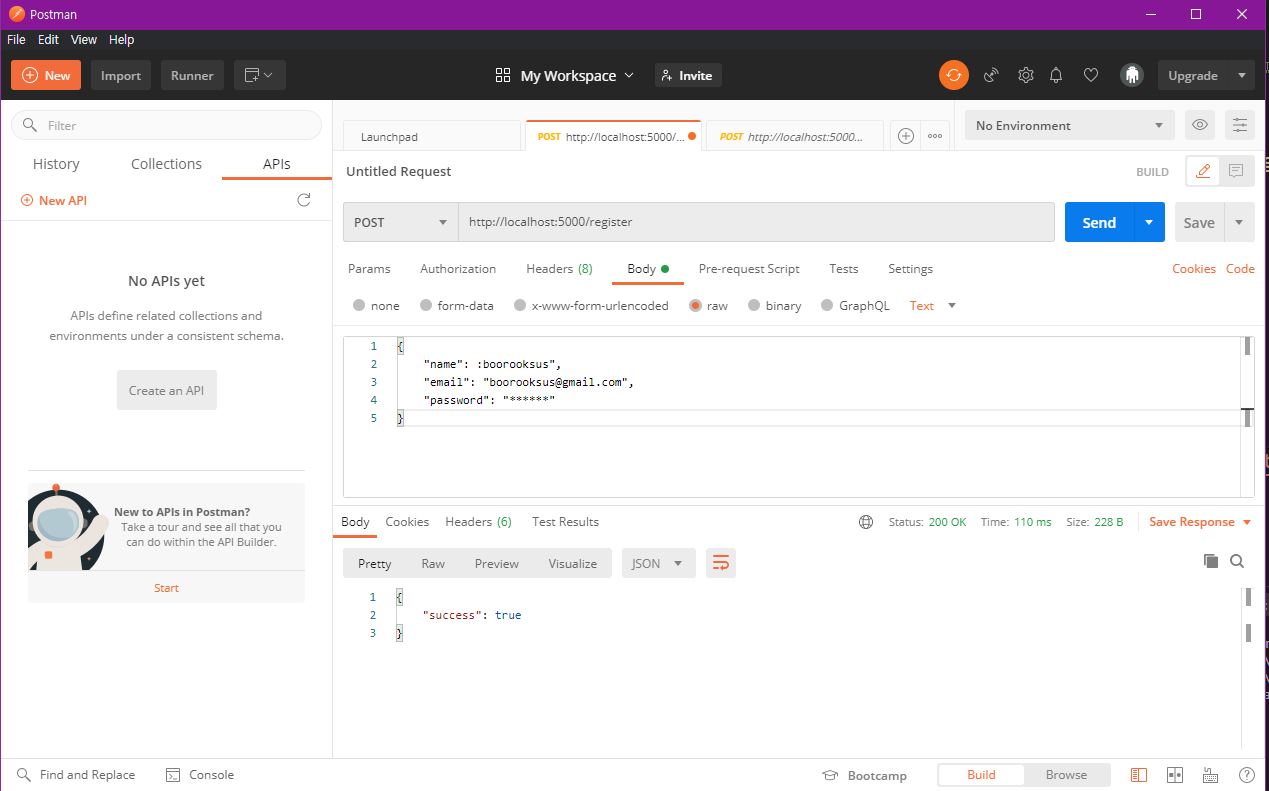 Postman
File Edit View Help
New Import Runner My Workspace Invite Upgrade
Filter
History Collections APIs
New API
No APIs yet
APIs define related collections and
environments under a consistent schema.
Create an API
New to APIs in Postman?
Take a tour and see all that you
can do within the API Builder.
Start
Launchpad POST http://localhost:5000/... POST http://localhost:5000... No Environment
Untitled Request BUILD
POST http://localhost:5000/register Send Save
Params Authorization Headers (8) Body Pre-request Script Tests Settings Cookies Code
none form-data x-www-form-urlencoded raw binary GraphQL Text
1 {
2 "name": :boorooksus",
3 "email": "boorooksus@gmail.com",
4 "password": "******"
5 }
Body Cookies Headers (6) Test Results Status: 200 OK Time: 110 ms Size: 228 B Save Response
Pretty Raw Preview Visualize JSON
1 {
2 "success": true
3 }
Find and Replace Console Bootcamp Build Browse